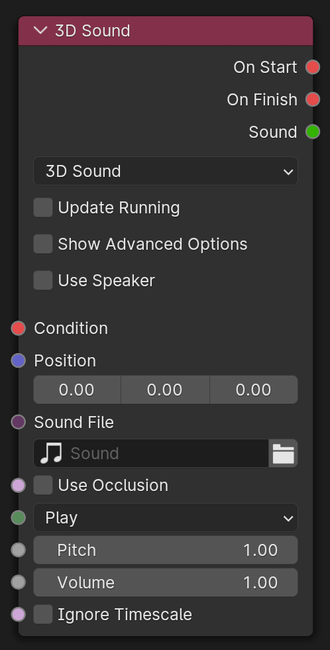 3D Sound
On Start
On Finish
Sound
3D Sound
Update Running
Show Advanced Options
Use Speaker
Condition
Position
0.00 0.00 0.00
Sound File
Sound
Use Occlusion
Play
Pitch 1.00
Volume 1.00
Ignore Timescale